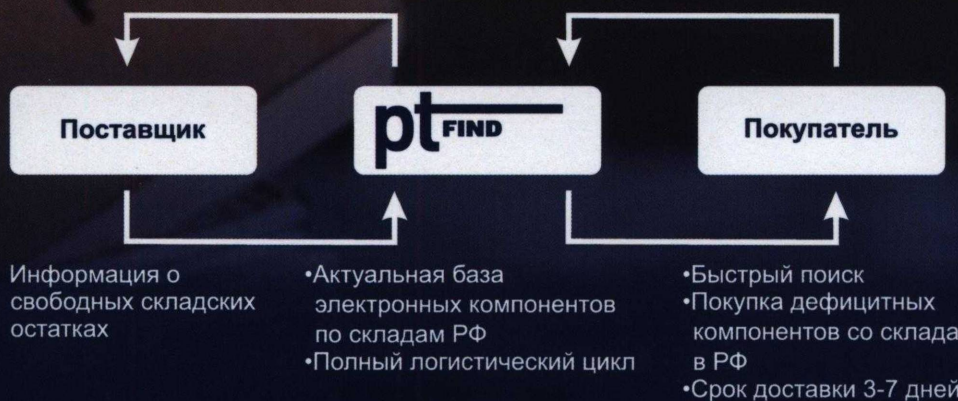 Поставщик
pt FIND
Покупатель
Информация о
свободных складских
остатках
•Актуальная база
электронных компонентов
по складам РФ
•Полный логистический цикл
•Быстрый поиск
•Покупка дефицитных
компонентов со склада
в РФ
•Срок доставки 3-7 дней